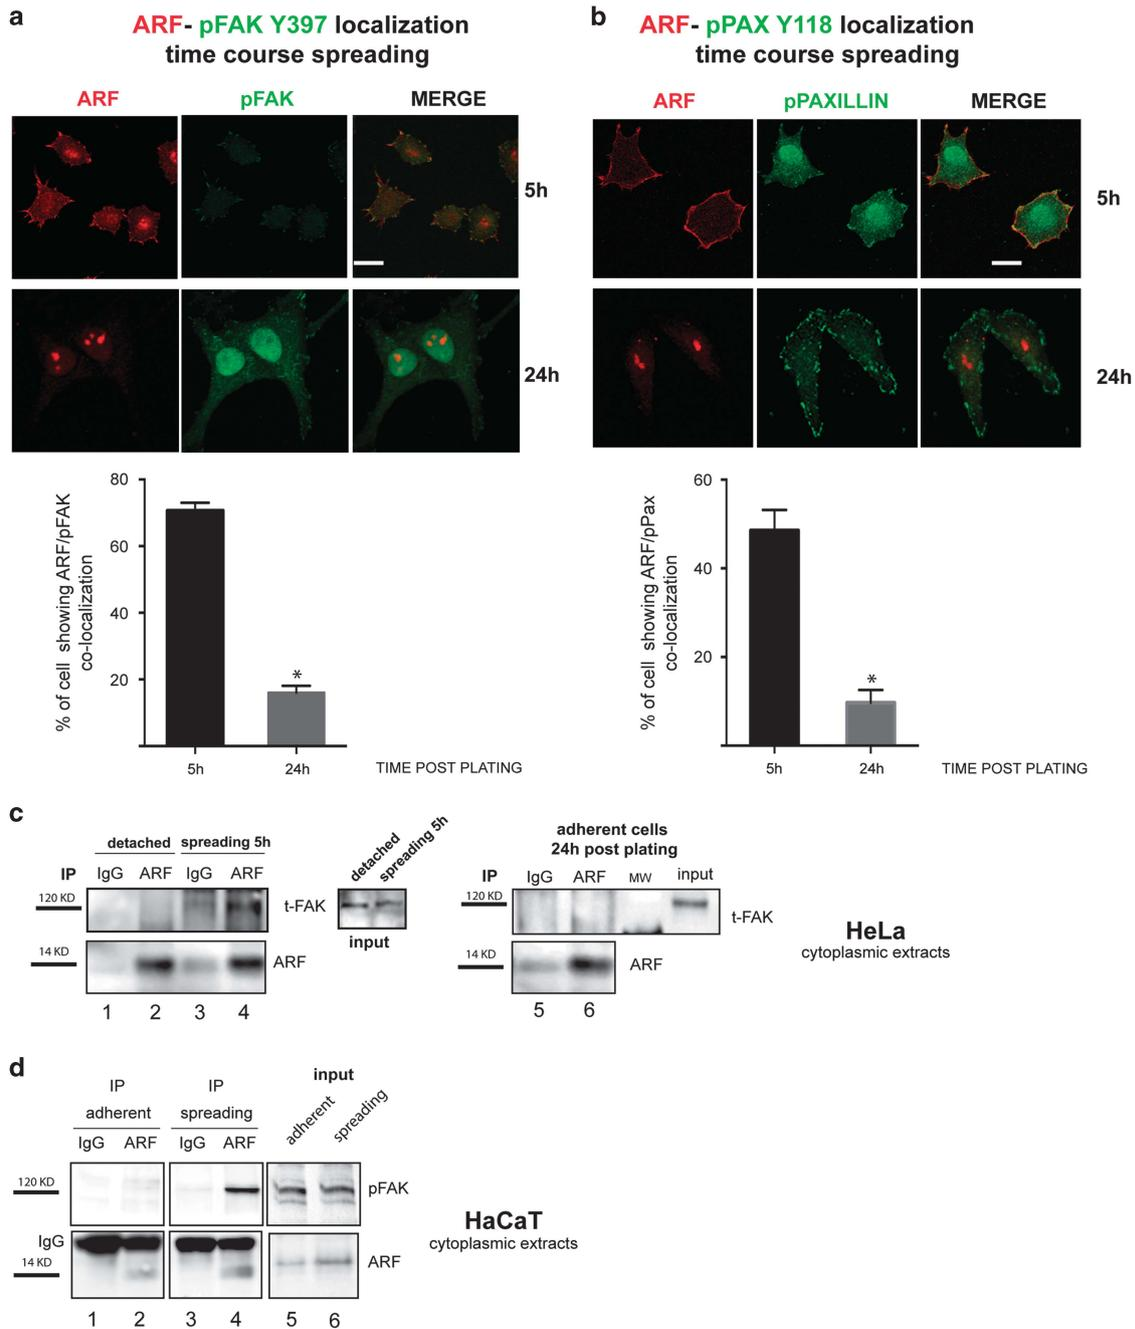 a
ARF- pFAK Y397 localization
time course spreading
ARF pFAK MERGE
5h
24h
80
60
40
20
% of cell showing ARF/pFAK
co-localization
*
5h 24h TIME POST PLATING
b
ARF- pPAX Y118 localization
time course spreading
ARF pPAXILLIN MERGE
5h
24h
60
40
20
% of cell showing ARF/pPax
co-localization
*
5h 24h TIME POST PLATING
c
detached spreading 5h
IP IgG ARF IgG ARF
120 KD
t-FAK
14 KD
ARF
1 2 3 4
detached
spreading 5h
input
adherent cells
24h post plating
IP IgG ARF MW input
120 KD
t-FAK
14 KD
ARF
5 6
HeLa
cytoplasmic extracts
d
IP IP input
adherent spreading adherent spreading
IgG ARF IgG ARF
120 KD
pFAK
IgG
14 KD
ARF
1 2 3 4 5 6
HaCaT
cytoplasmic extracts